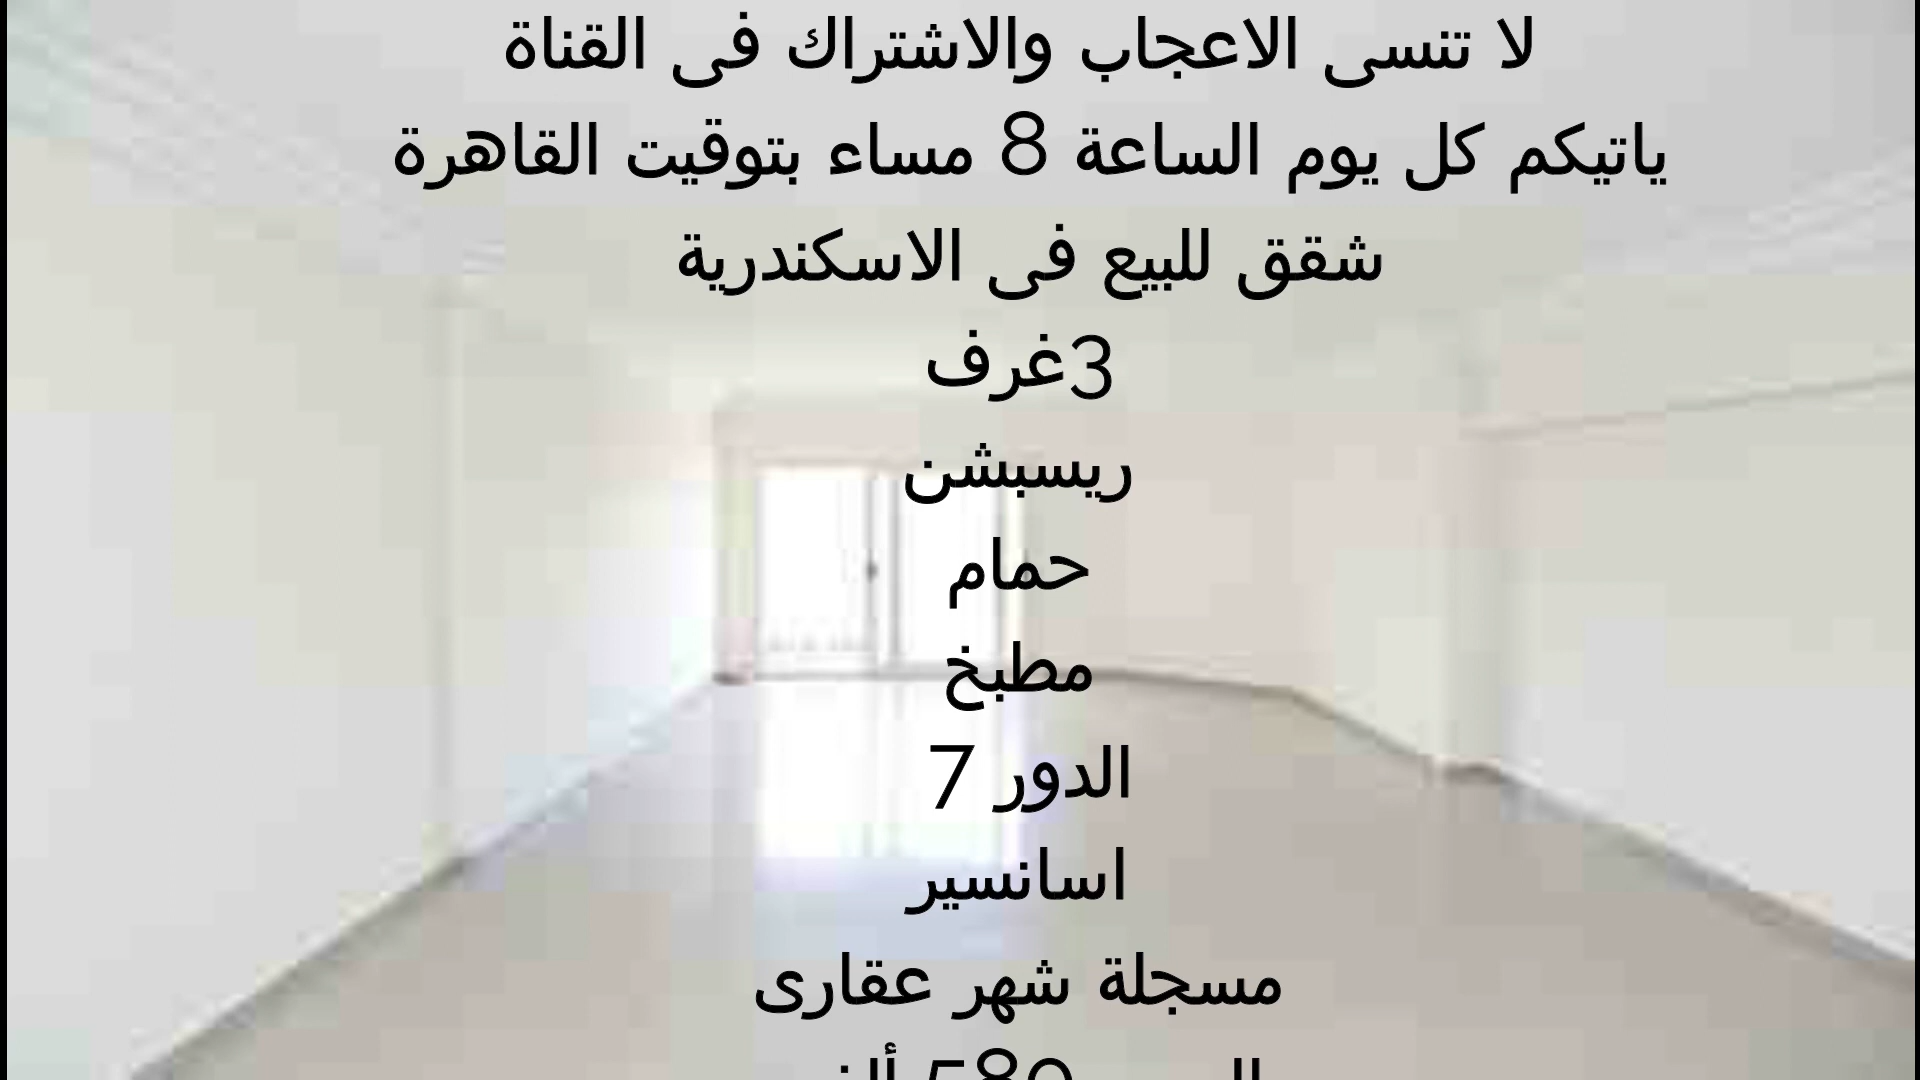 لا تنسى الاعجاب والاشتراك فى القناة
ياتيكم كل يوم الساعة 8 مساء بتوقيت القاهرة
شقق للبيع فى الاسكندرية
3غرف
ريسبشن
حمام
مطبخ
الدور 7
اسانسير
مسجلة شهر عقارى